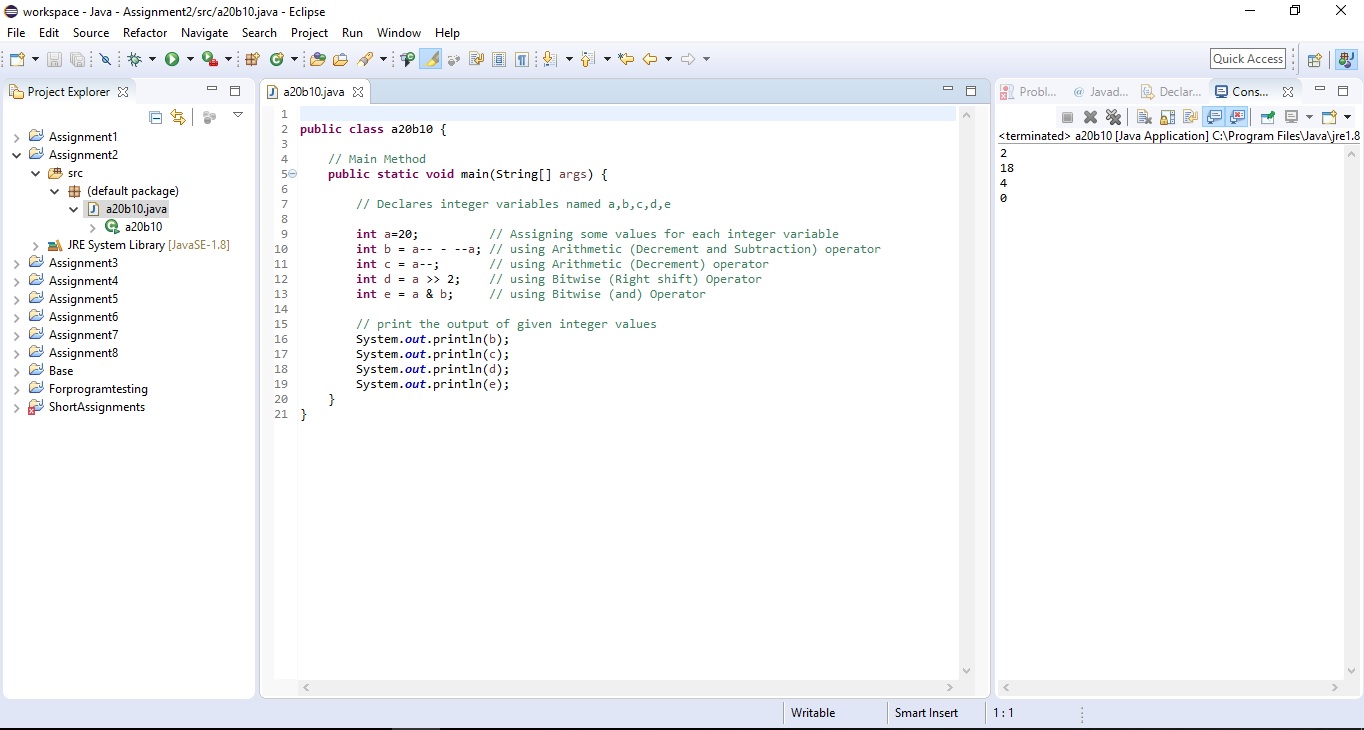 workspace - Java - Assignment2/src/a20b10.java - Eclipse
File Edit Source Refactor Navigate Search Project Run Window Help
Quick Access
Project Explorer
Assignment1
Assignment2
src
(default package)
a20b10.java
a20b10
JRE System Library [JavaSE-1.8]
Assignment3
Assignment4
Assignment5
Assignment6
Assignment7
Assignment8
Base
Forprogramtesting
ShortAssignments
a20b10.java
1
2 public class a20b10 {
3
4 // Main Method
5 public static void main(String[] args) {
6
7 // Declares integer variables named a,b,c,d,e
8
9 int a=20; // Assigning some values for each integer variable
10 int b = a-- - --a; // using Arithmetic (Decrement and Subtraction) operator
11 int c = a--; // using Arithmetic (Decrement) operator
12 int d = a >> 2; // using Bitwise (Right shift) Operator
13 int e = a & b; // using Bitwise (and) Operator
14
15 // print the output of given integer values
16 System.out.println(b);
17 System.out.println(c);
18 System.out.println(d);
19 System.out.println(e);
20 }
21 }
Probl... @ Javad... Declar... Cons...
<terminated> a20b10 [Java Application] C:\Program Files\Java\jre1.8
2
18
4
0
Writable Smart Insert 1 : 1